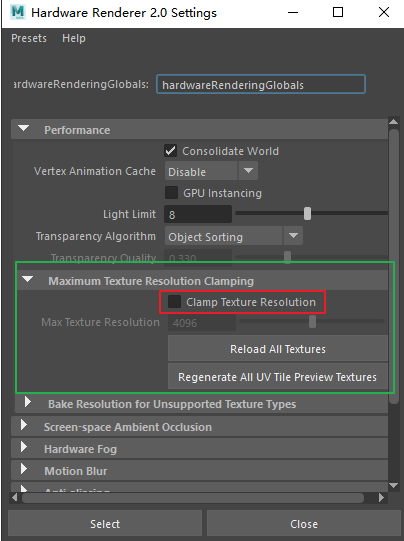 Hardware Renderer 2.0 Settings
Presets Help
ardwareRenderingGlobals: hardwareRenderingGlobals
Performance
Consolidate World
Vertex Animation Cache Disable
GPU Instancing
Light Limit 8
Transparency Algorithm Object Sorting
Transparency Quality 0.330
Maximum Texture Resolution Clamping
Clamp Texture Resolution
Max Texture Resolution 4096
Reload All Textures
Regenerate All UV Tile Preview Textures
Bake Resolution for Unsupported Texture Types
Screen-space Ambient Occlusion
Hardware Fog
Motion Blur
Anti-aliasing
Select Close